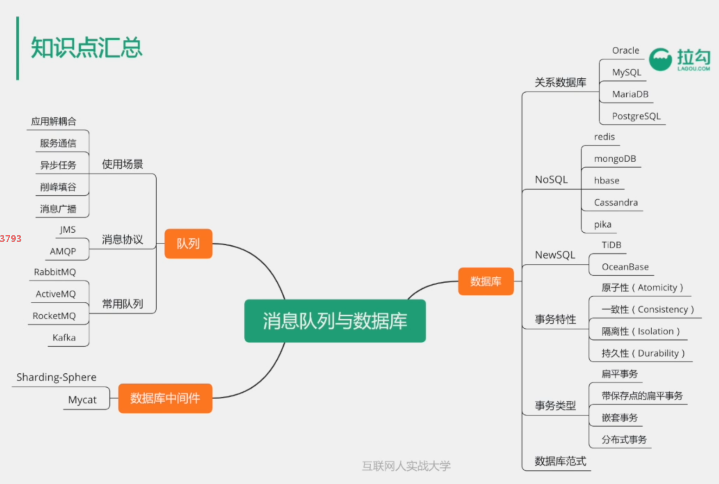 知识点汇总
拉勾
LAGOU.COM
消息队列与数据库
队列
使用场景
应用解耦合
服务通信
异步任务
削峰填谷
消息广播
消息协议
JMS
AMQP
常用队列
RabbitMQ
ActiveMQ
RocketMQ
Kafka
数据库中间件
Sharding-Sphere
Mycat
数据库
关系数据库
Oracle
MySQL
MariaDB
PostgreSQL
NoSQL
redis
mongoDB
hbase
Cassandra
pika
NewSQL
TiDB
OceanBase
事务特性
原子性（Atomicity）
一致性（Consistency）
隔离性（Isolation）
持久性（Durability）
事务类型
扁平事务
带保存点的扁平事务
嵌套事务
分布式事务
数据库范式
3793
互联网人实战大学